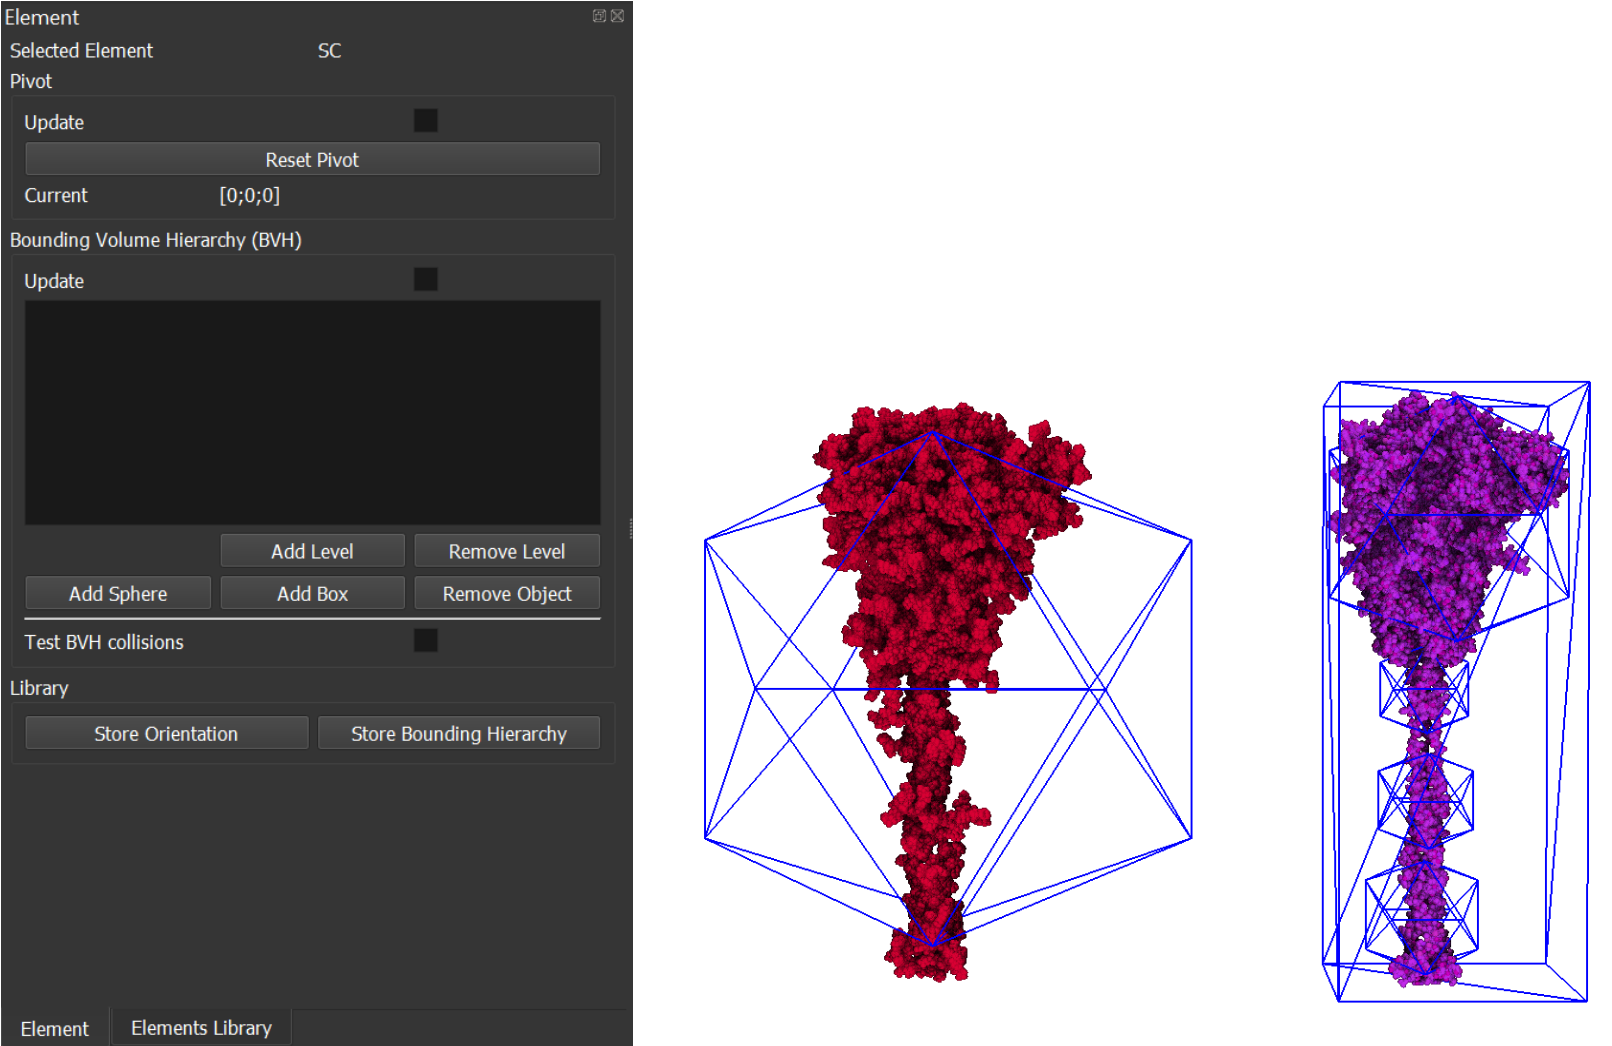 Element
Selected Element SC
Pivot
Update
Reset Pivot
Current [0;0;0]
Bounding Volume Hierarchy (BVH)
Update
Add Level Remove Level
Add Sphere Add Box Remove Object
Test BVH collisions
Library
Store Orientation Store Bounding Hierarchy
Element Elements Library